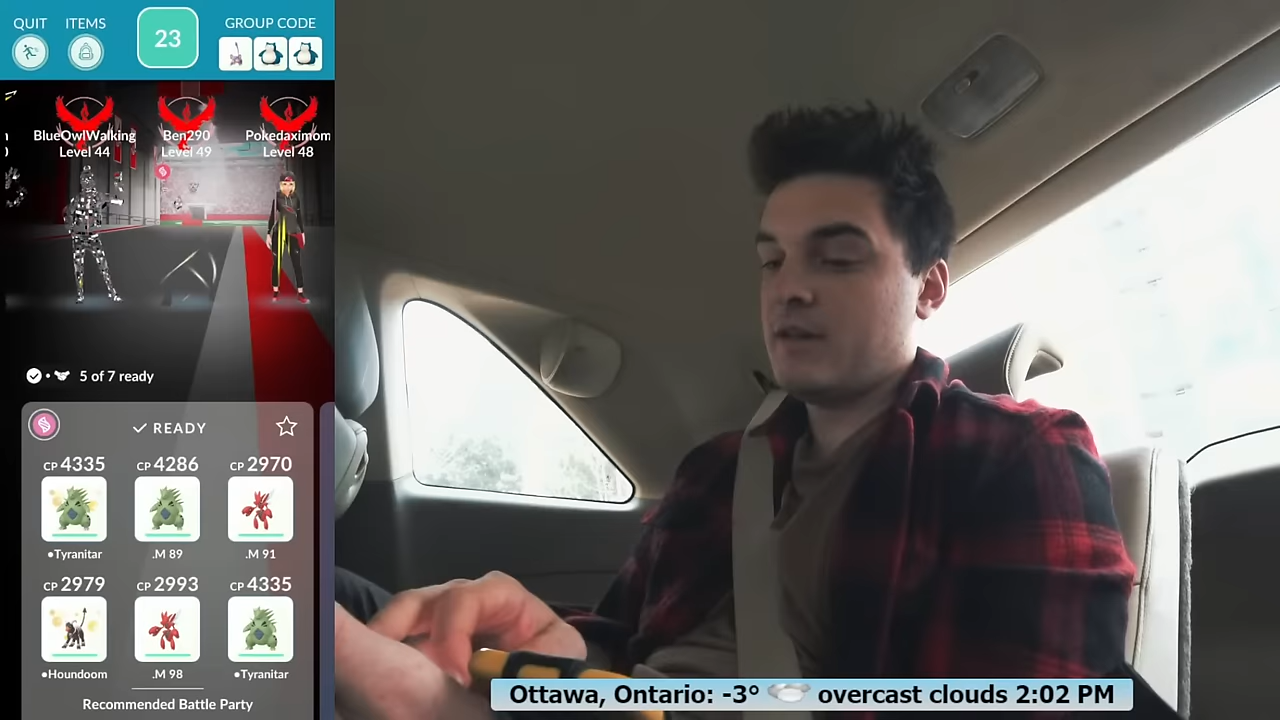 QUIT
ITEMS
23
GROUP CODE
BlueOwlWalking
Level 44
Ben290
Level 49
Pokedaximom
Level 48
5 of 7 ready
READY
CP 4335
CP 4286
CP 2970
•Tyranitar
.M 89
.M 91
CP 2979
CP 2993
CP 4335
•Houndoom
.M 98
•Tyranitar
Recommended Battle Party
Ottawa, Ontario: -3° overcast clouds 2:02 PM